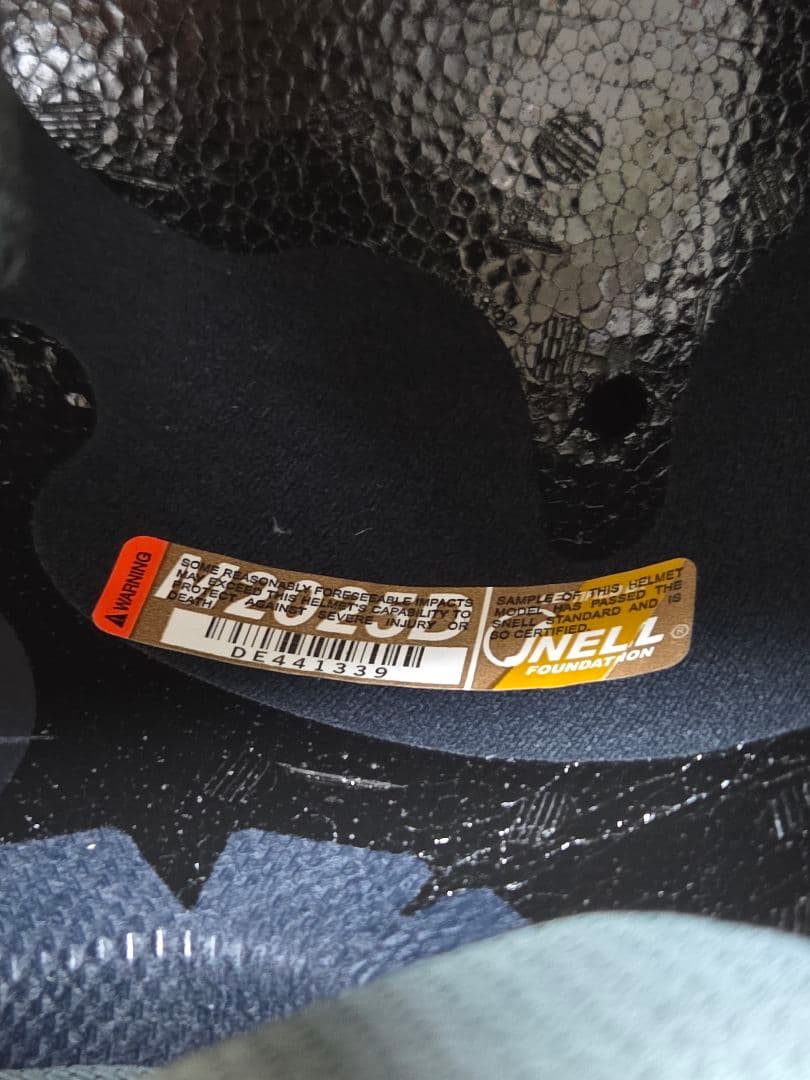 WARNING
SOME REASONABLY FORESEEABLE IMPACTS
MAY EXCEED THIS HELMET'S CAPABILITY TO
PROTECT AGAINST SEVERE INJURY OR
DEATH
DE441339
SAMPLE OF THIS HELMET
MODEL HAS PASSED THE
SNELL STANDARD AND IS
SO CERTIFIED.
SNELL ®
FOUNDATION